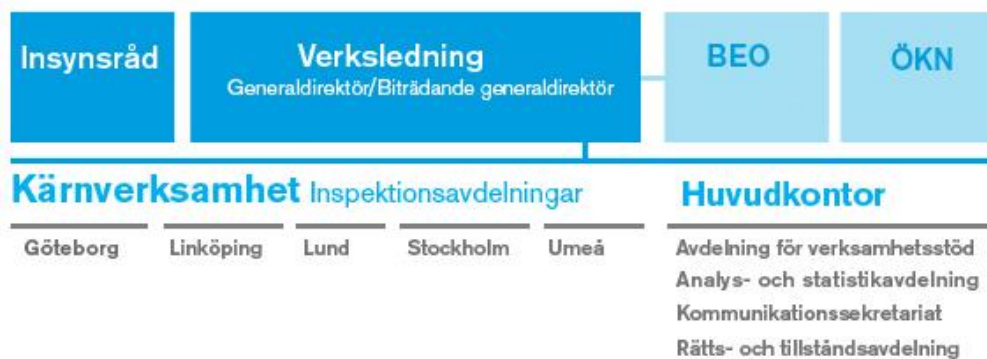 Insynsråd
Verksledning
Generaldirektör/Biträdande generaldirektör
BEO
ÖKN
Kärnverksamhet Inspektionsavdelningar
Göteborg
Linköping
Lund
Stockholm
Umeå
Huvudkontor
Avdelning för verksamhetsstöd
Analys- och statistikavdelning
Kommunikationssekretariat
Rätts- och tillståndsavdelning